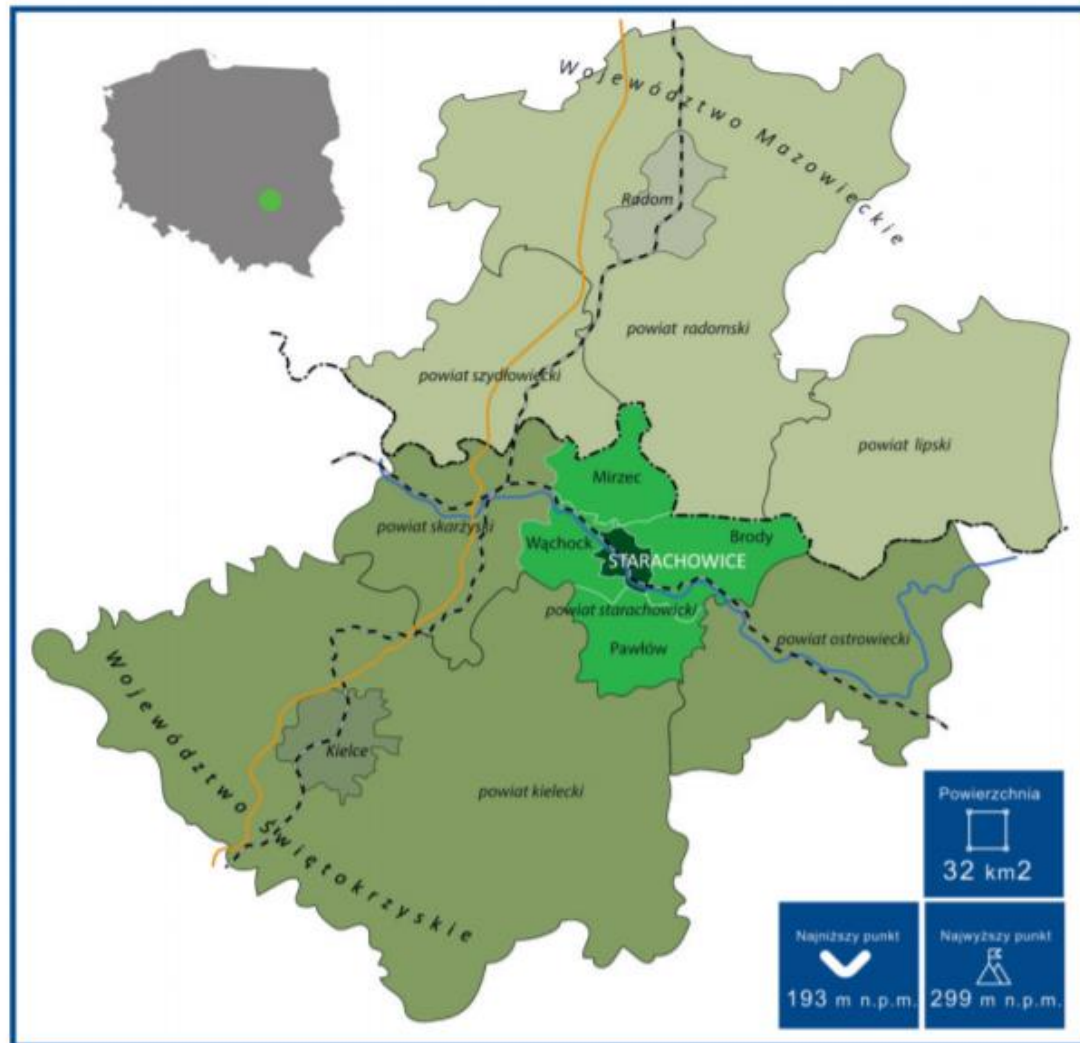 Województwo Mazowieckie
Radom
powiat radomski
powiat szydłowiecki
powiat lipski
Mirzec
powiat skarżyski
Brody
Wąchock
STARACHOWICE
powiat starachowicki
powiat ostrowiecki
Pawłów
Województwo Świętokrzyskie
Kielce
powiat kielecki
Powierzchnia
32 km2
Najniższy punkt
193 m n.p.m.
Najwyższy punkt
299 m n.p.m.